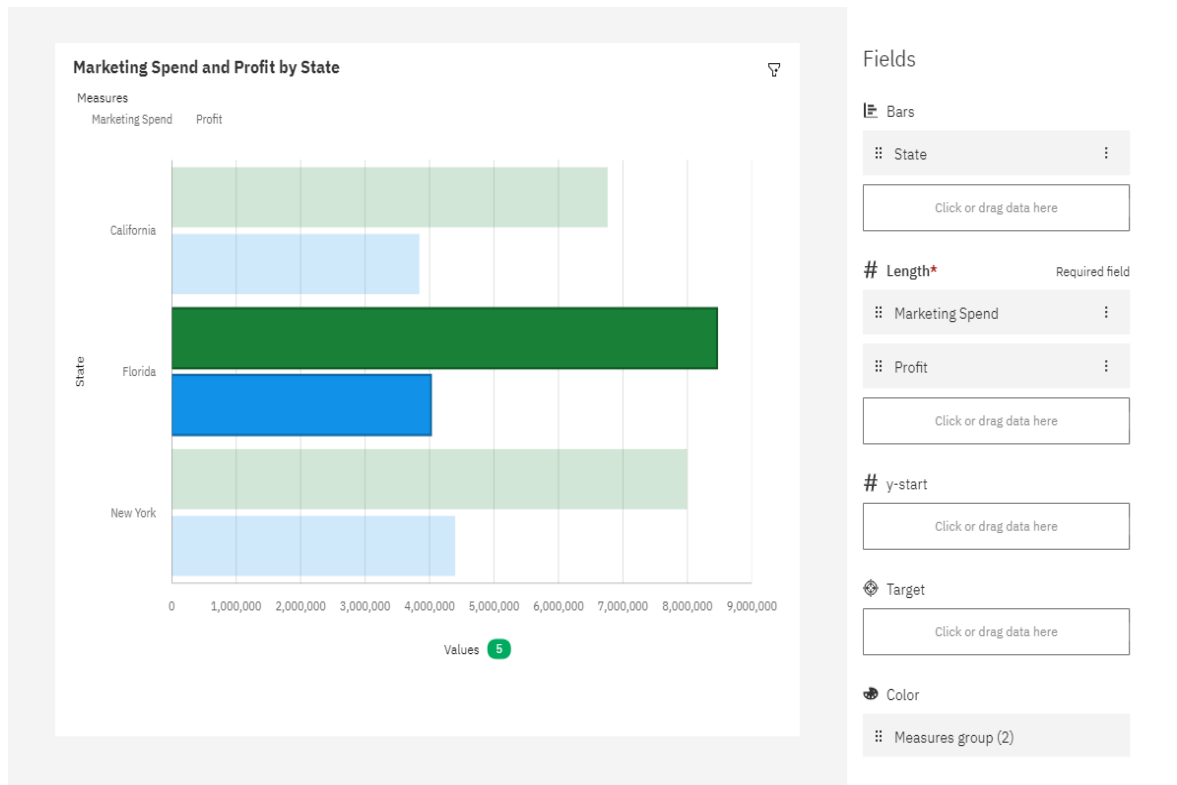 Marketing Spend and Profit by State
Measures
Marketing Spend Profit
State
California
Florida
New York
0 1,000,000 2,000,000 3,000,000 4,000,000 5,000,000 6,000,000 7,000,000 8,000,000 9,000,000
Values 5
Fields
Bars
State
Click or drag data here
# Length* Required field
Marketing Spend
Profit
Click or drag data here
# y-start
Click or drag data here
Target
Click or drag data here
Color
Measures group (2)